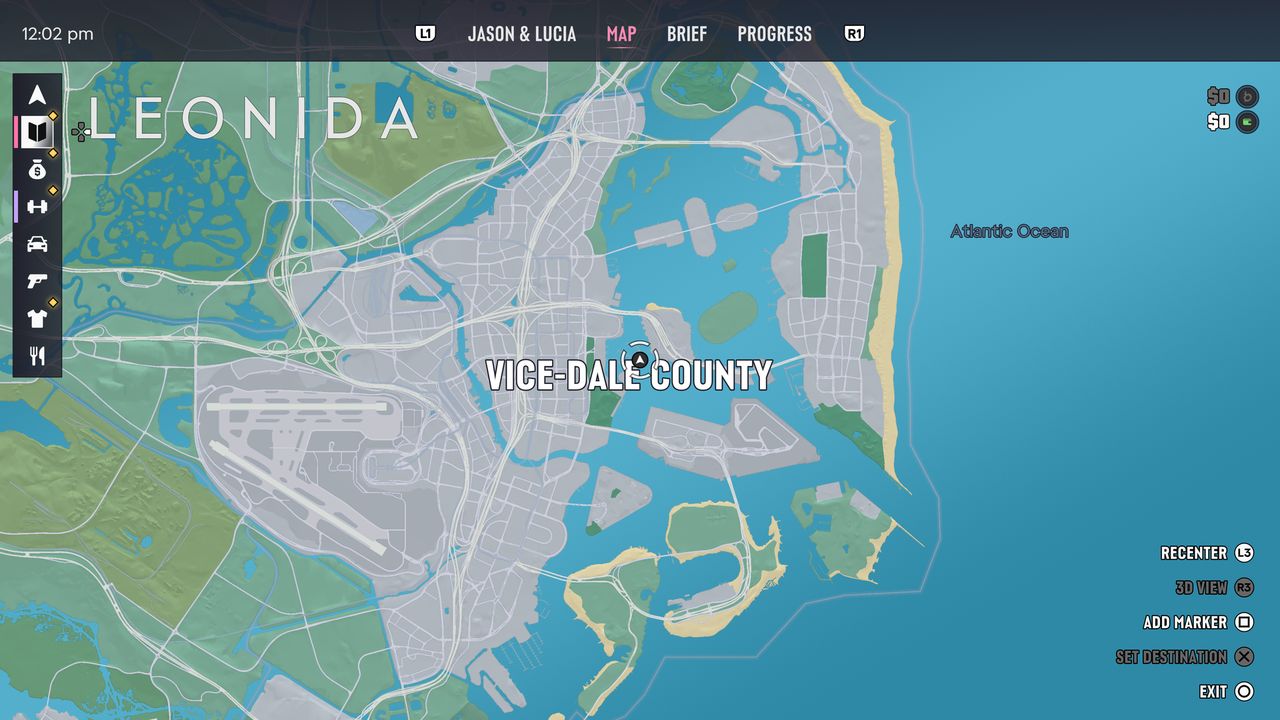 12:02 pm
L1 JASON & LUCIA MAP BRIEF PROGRESS R1
$0
$0
LEONIDA
Atlantic Ocean
VICE-DALE COUNTY
RECENTER L3
3D VIEW R3
ADD MARKER
SET DESTINATION
EXIT